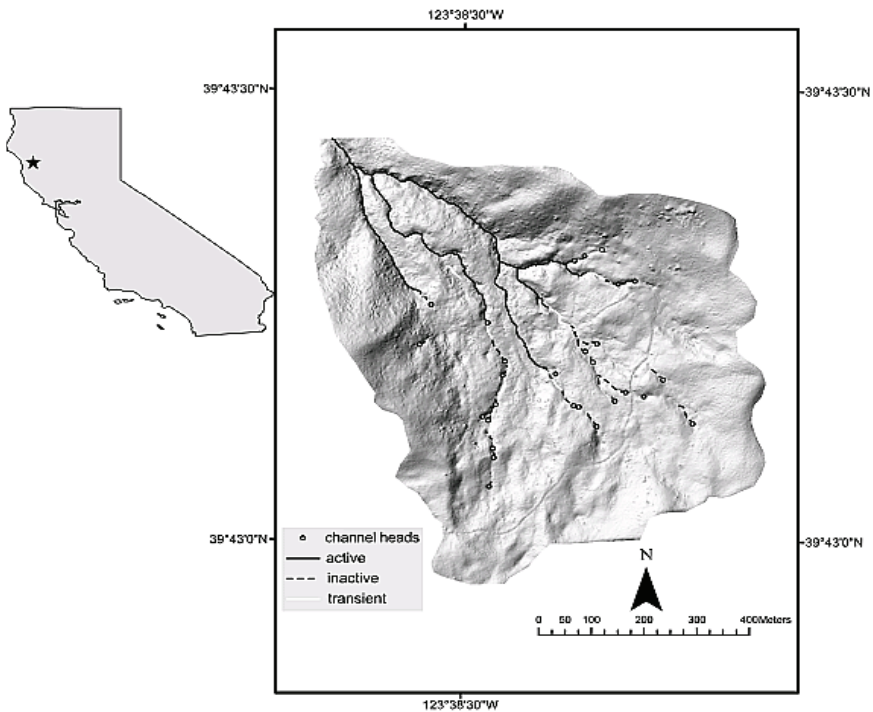 123°38'30"W
39°43'30"N
39°43'30"N
39°43'0"N
39°43'0"N
channel heads
active
inactive
transient
N
0 50 100 200 300 400Meters
123°38'30"W